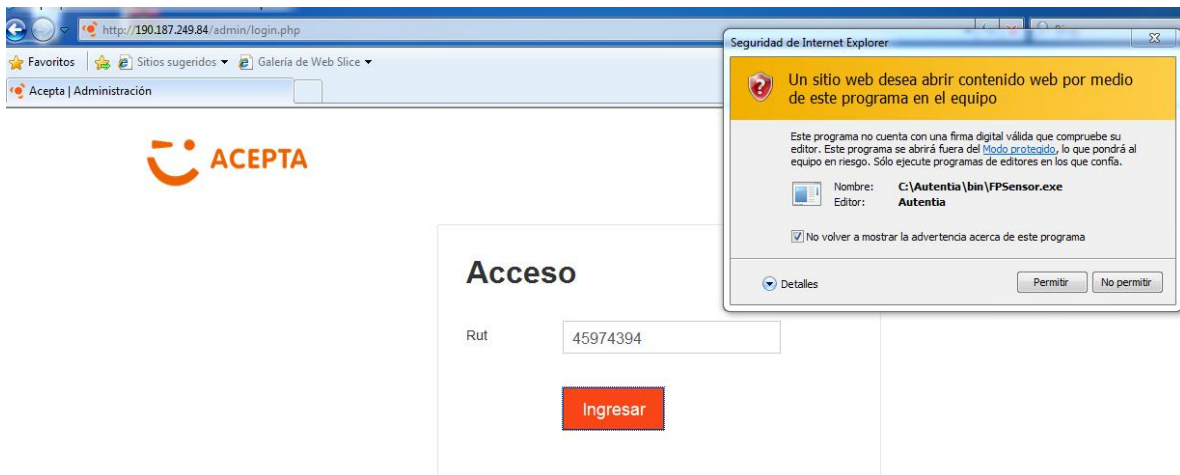 http://190.187.249.84/admin/login.php
Favoritos
Sitios sugeridos
Galería de Web Slice
Acepta | Administración
ACEPTA
Acceso
Rut
45974394
Ingresar
Seguridad de Internet Explorer
Un sitio web desea abrir contenido web por medio
de este programa en el equipo
Este programa no cuenta con una firma digital válida que compruebe su
editor. Este programa se abrirá fuera del Modo protegido, lo que pondrá al
equipo en riesgo. Sólo ejecute programas de editores en los que confía.
Nombre: C:\Autentia\bin\FPSensor.exe
Editor: Autentia
No volver a mostrar la advertencia acerca de este programa
Detalles
Permitir
No permitir